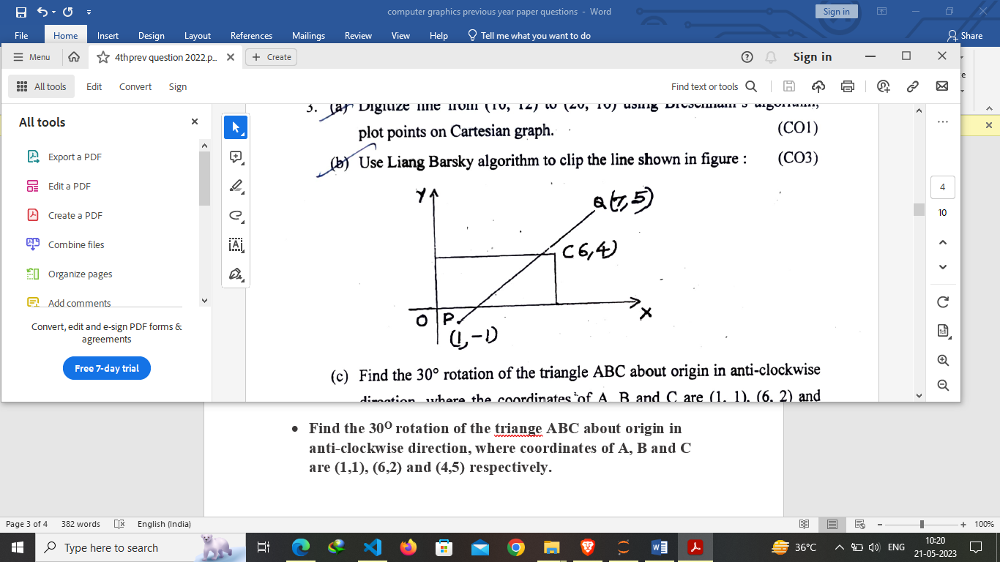 computer graphics previous year paper questions - Word
Sign in
File Home Insert Design Layout References Mailings Review View Help Tell me what you want to do Share
Menu 4thprev question 2022.p... Create Sign in
All tools Edit Convert Sign Find text or tools
All tools
Export a PDF
Edit a PDF
Create a PDF
Combine files
Organize pages
Add comments
Convert, edit and e-sign PDF forms &
agreements
Free 7-day trial
3. (a) Digitize line from (10, 12) to (20, 18) using Bresenham's algorithm,
plot points on Cartesian graph. (CO1)
(b) Use Liang Barsky algorithm to clip the line shown in figure : (CO3)
Y
Q(7,5)
C6,4)
O P X
(1,-1)
(c) Find the 30° rotation of the triangle ABC about origin in anti-clockwise
direction, where the coordinates of A, B and C are (1, 1), (6, 2) and
4
10
• Find the 30O rotation of the triange ABC about origin in
anti-clockwise direction, where coordinates of A, B and C
are (1,1), (6,2) and (4,5) respectively.
Page 3 of 4 382 words English (India) 100%
Type here to search 36°C ENG 10:20
21-05-2023